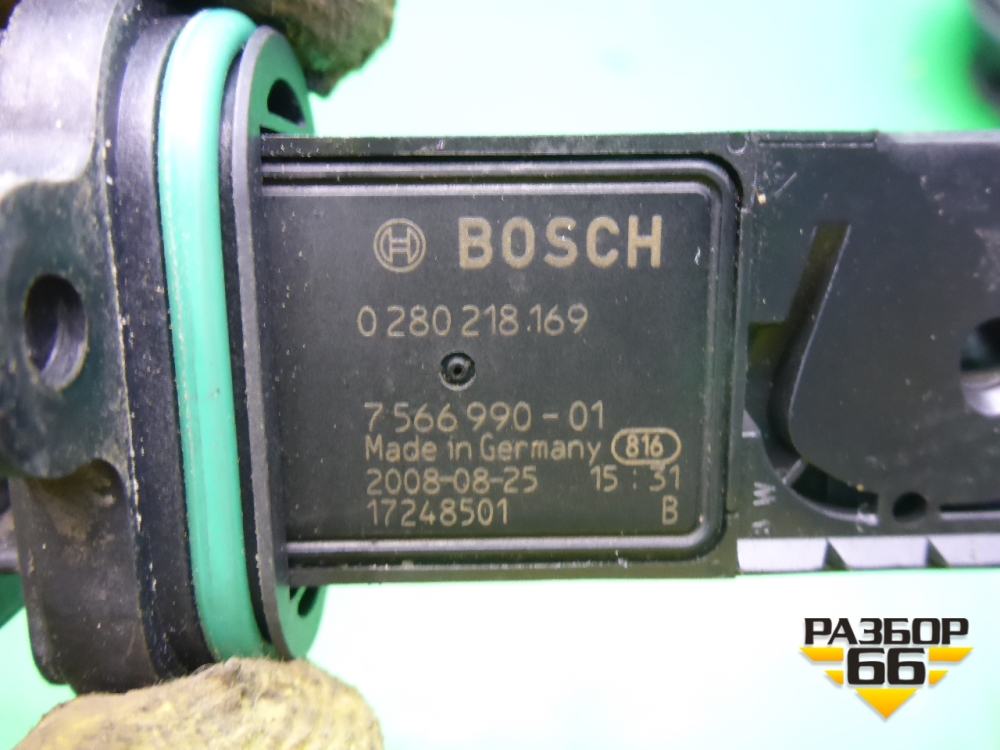 BOSCH
0 280 218.169
7 566 990 - 01
Made in Germany 816
2008-08-25 15 : 31
17248501 B
W
РАЗБОР
66